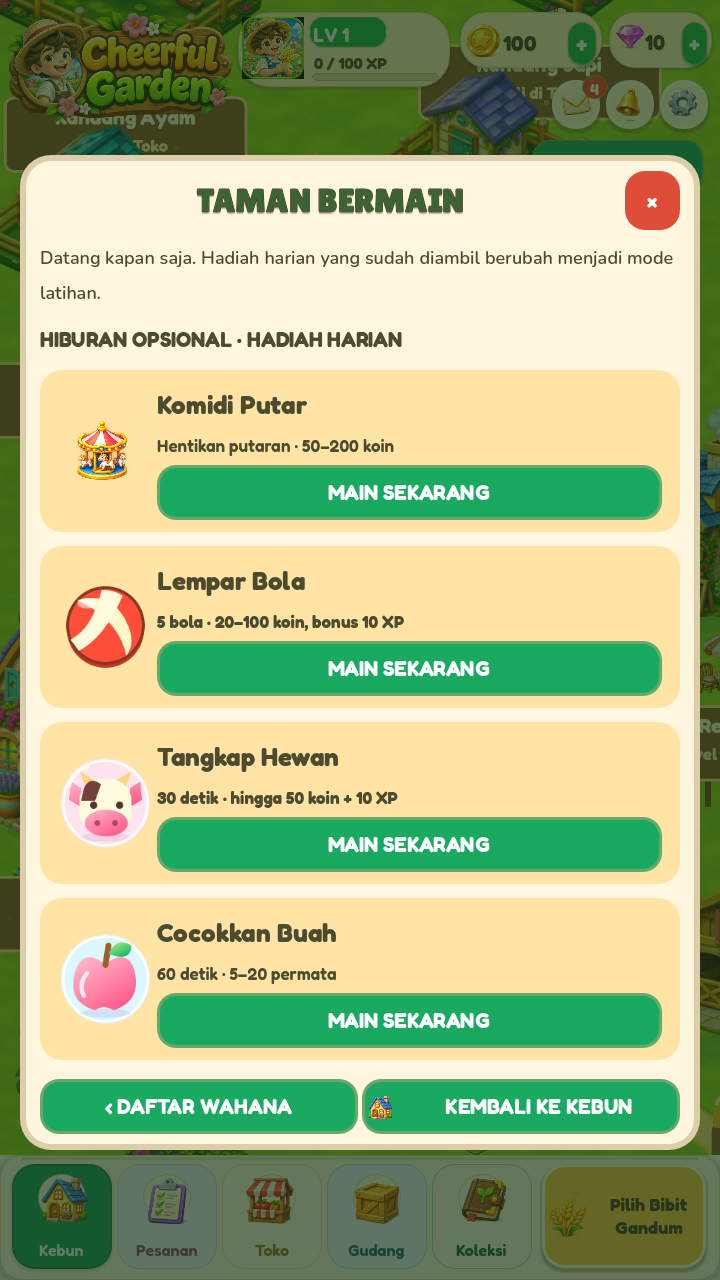 Cheerful
Garden
LV 1
0 / 100 XP
100
+
10
+
4
Kandang Ayam
Toko
TAMAN BERMAIN
×
Datang kapan saja. Hadiah harian yang sudah diambil berubah menjadi mode
latihan.
HIBURAN OPSIONAL · HADIAH HARIAN
Komidi Putar
Hentikan putaran · 50–200 koin
MAIN SEKARANG
Lempar Bola
5 bola · 20–100 koin, bonus 10 XP
MAIN SEKARANG
Tangkap Hewan
30 detik · hingga 50 koin + 10 XP
MAIN SEKARANG
Cocokkan Buah
60 detik · 5–20 permata
MAIN SEKARANG
‹ DAFTAR WAHANA
KEMBALI KE KEBUN
Kebun
Pesanan
Toko
Gudang
Koleksi
Pilih Bibit
Gandum